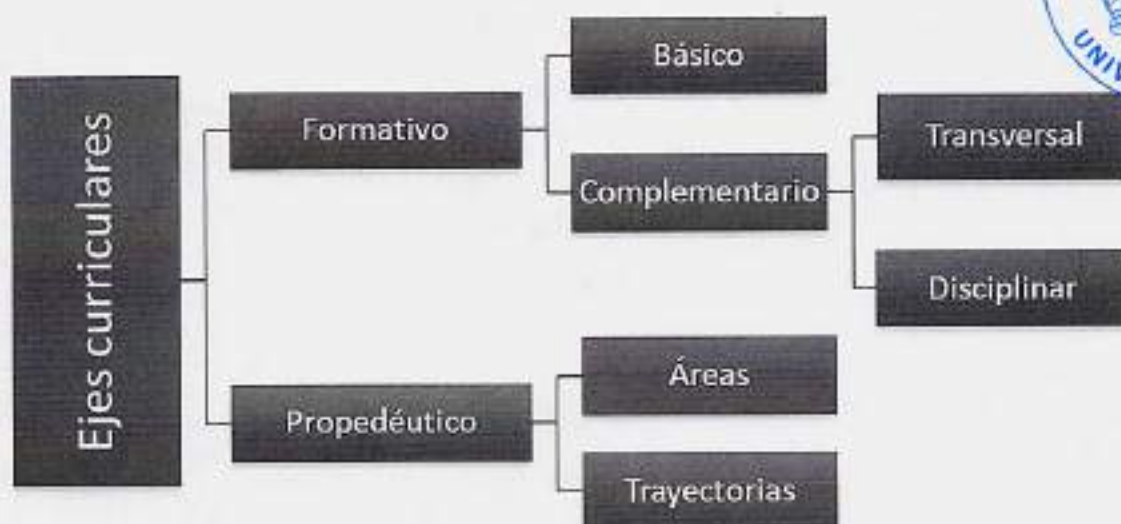 Ejes curriculares
Formativo
Básico
Complementario
Transversal
Disciplinar
Propedéutico
Áreas
Trayectorias